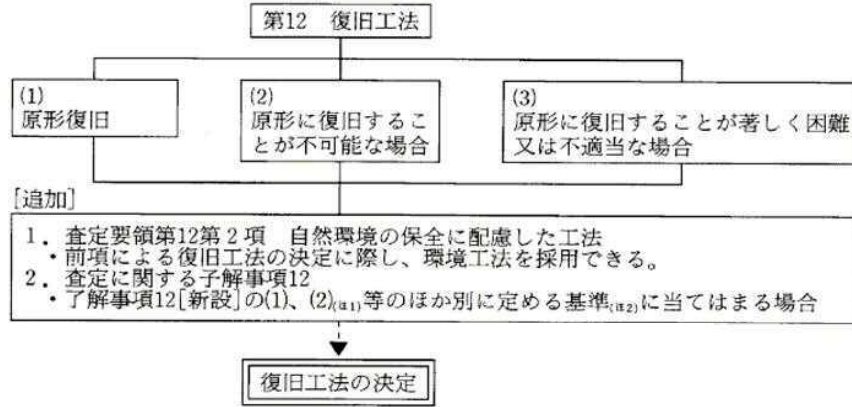 第12　復旧工法
(1)
原形復旧
(2)
原形に復旧するこ
とが不可能な場合
(3)
原形に復旧することが著しく困難
又は不適当な場合
[追加]
1．査定要領第12第2項　自然環境の保全に配慮した工法
・前項による復旧工法の決定に際し、環境工法を採用できる。
2．査定に関する子解事項12
・了解事項12[新設]の(1)、(2)(注1)等のほか別に定める基準(注2)に当てはまる場合
復旧工法の決定